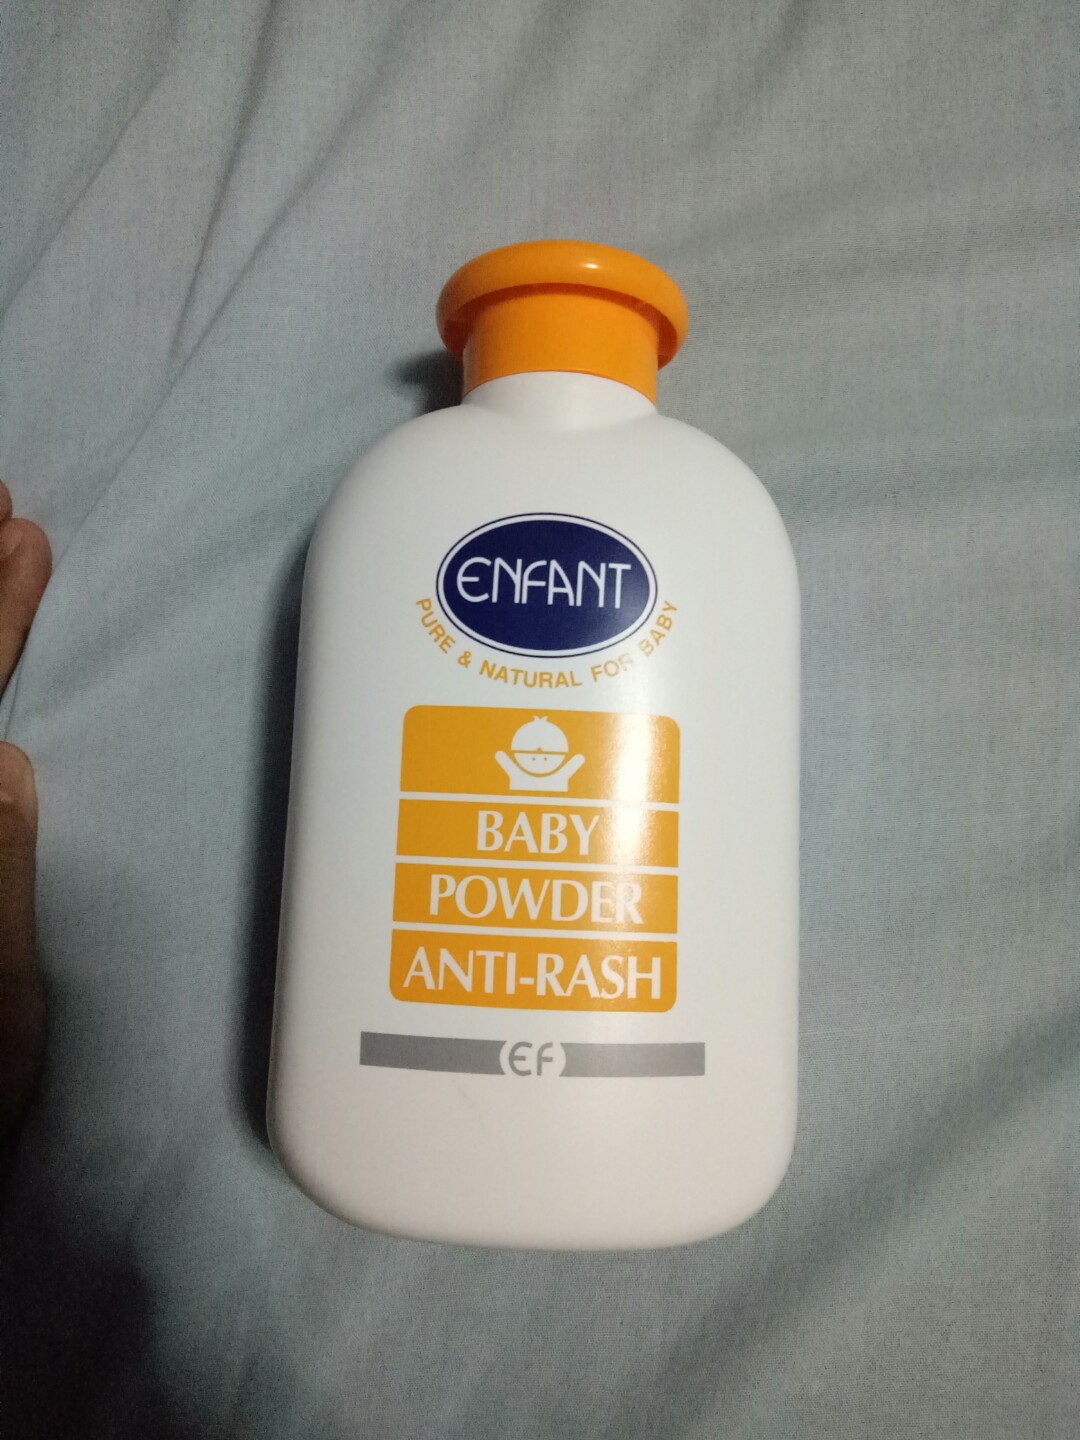 ENFANT
PURE & NATURAL FOR BABY
BABY
POWDER
ANTI-RASH
EF